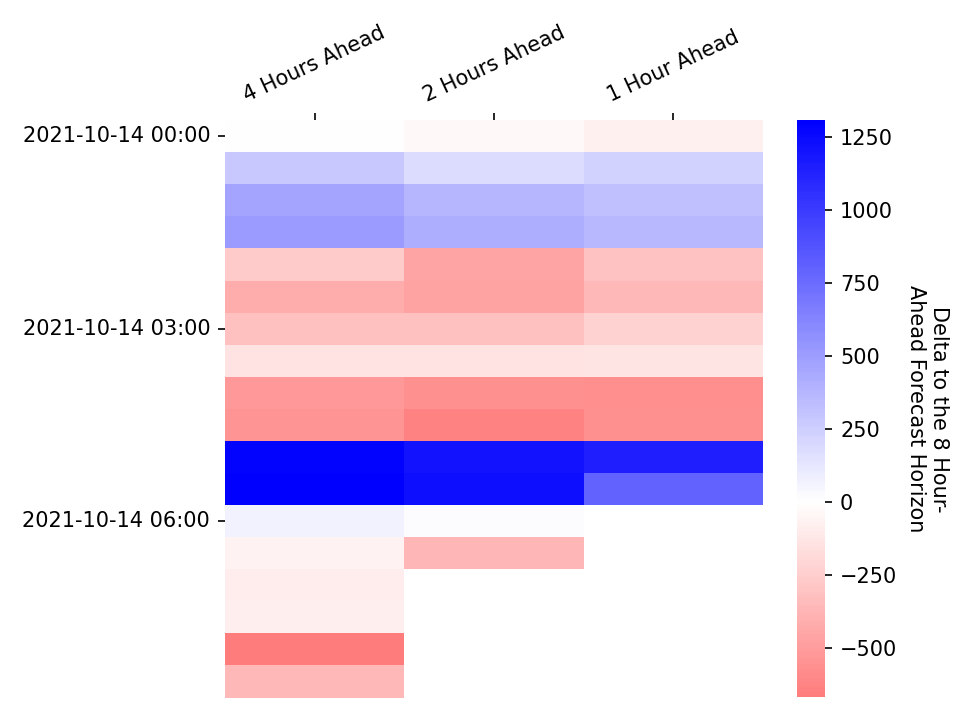 4 Hours Ahead
2 Hours Ahead
1 Hour Ahead
2021-10-14 00:00
2021-10-14 03:00
2021-10-14 06:00
1250
1000
750
500
250
0
−250
−500
Delta to the 8 Hour-
Ahead Forecast Horizon